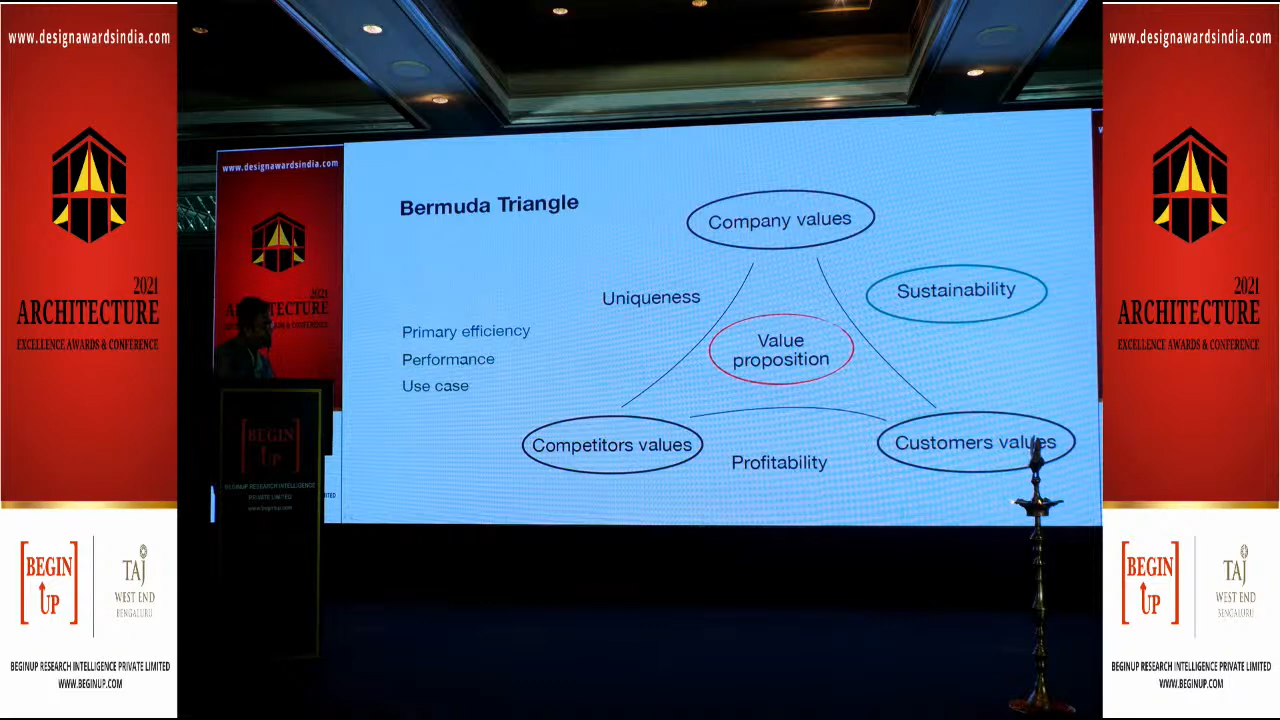 www.designawardsindia.com
2021
ARCHITECTURE
EXCELLENCE AWARDS & CONFERENCE
[BEGIN
UP]
TAJ
WEST END
BENGALURU
BEGINUP RESEARCH INTELLIGENCE PRIVATE LIMITED
WWW.BEGINUP.COM
www.designawardsindia.com
2021
ARCHITECTURE
BEGIN
UP
BEGINUP RESEARCH INTELLIGENCE
PRIVATE LIMITED
www.beginup.com
Bermuda Triangle
Company values
Uniqueness
Sustainability
Primary efficiency
Performance
Use case
Value
proposition
Competitors values
Customers values
Profitability
www.designawardsindia.com
2021
ARCHITECTURE
EXCELLENCE AWARDS & CONFERENCE
[BEGIN
UP]
TAJ
WEST END
BENGALURU
BEGINUP RESEARCH INTELLIGENCE PRIVATE LIMITED
WWW.BEGINUP.COM